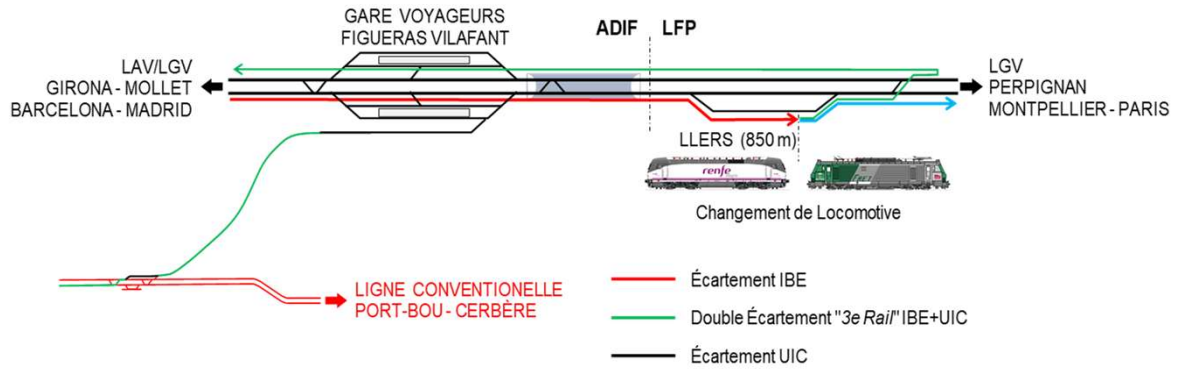 GARE VOYAGEURS
FIGUERAS VILAFANT
ADIF LFP
LAV/LGV
GIRONA - MOLLET
BARCELONA - MADRID
LGV
PERPIGNAN
MONTPELLIER - PARIS
LLERS (850 m)
renfe
Changement de Locomotive
LIGNE CONVENTIONELLE
PORT-BOU - CERBÈRE
Écartement IBE
Double Écartement "3e Rail" IBE+UIC
Écartement UIC